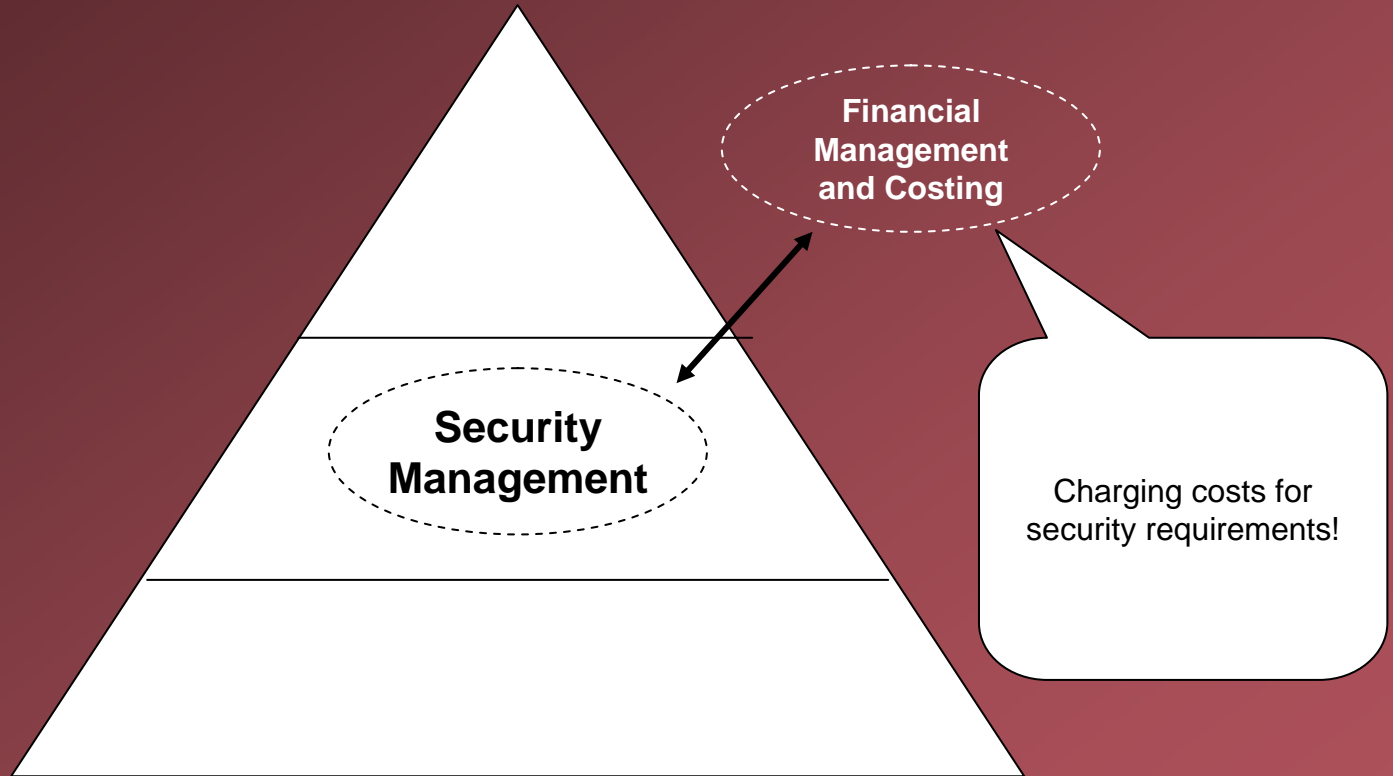 Financial
Management
and Costing
Security
Management
Charging costs for
security requirements!